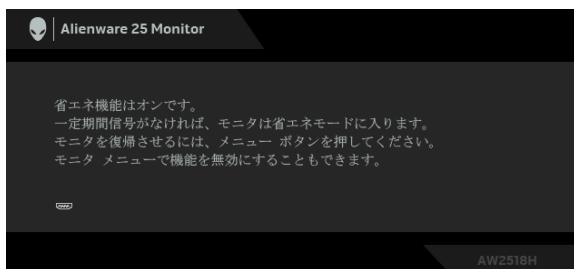 Alienware 25 Monitor
省エネ機能はオンです。
一定期間信号がなければ、モニタは省エネモードに入ります。
モニタを復帰させるには、メニュー ボタンを押してください。
モニタ メニューで機能を無効にすることもできます。
AW2518H